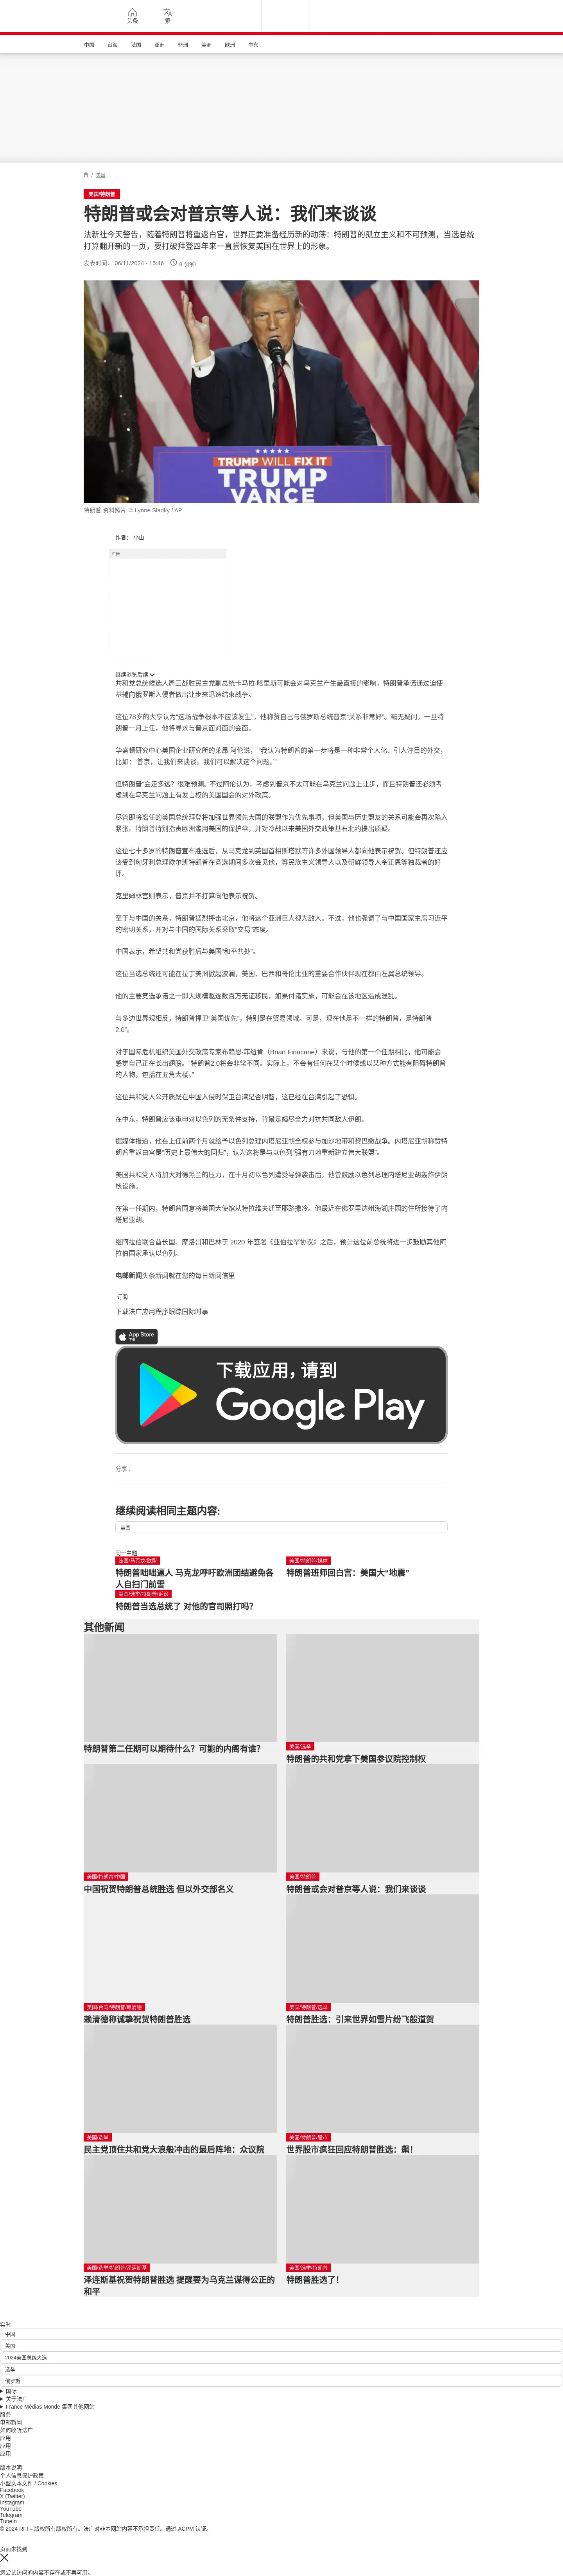 头条
繁
中国
台海
法国
亚洲
非洲
美洲
欧洲
中东
/ 美国
美国/特朗普
特朗普或会对普京等人说：我们来谈谈
法新社今天警告，随着特朗普将重返白宫，世界正要准备经历新的动荡：特朗普的孤立主义和不可预测，当选总统
打算翻开新的一页，要打破拜登四年来一直尝恢复美国在世界上的形象。
发表时间： 06/11/2024 - 15:46 8 分钟
TRUMP WILL FIX IT
TRUMP
VANCE
特朗普 资料照片 © Lynne Sladky / AP
作者： 小山
广告
继续浏览后续
共和党总统候选人周三战胜民主党副总统卡马拉·哈里斯可能会对乌克兰产生最直接的影响，特朗普承诺通过迫使
基辅向俄罗斯入侵者做出让步来迅速结束战争。
这位78岁的大亨认为“这场战争根本不应该发生”，他称赞自己与俄罗斯总统普京“关系非常好”。毫无疑问，一旦特
朗普一月上任，他将寻求与普京面对面的会面。
华盛顿研究中心美国企业研究所的莱昂·阿伦说， “我认为特朗普的第一步将是一种非常个人化、引人注目的外交，
比如：‘普京，让我们来谈谈。我们可以解决这个问题。’”
但特朗普“会走多远？很难预测。”不过阿伦认为，考虑到普京不太可能在乌克兰问题上让步，而且特朗普还必须考
虑到在乌克兰问题上有发言权的美国国会的对外政策。
尽管即将离任的美国总统拜登将加强世界领先大国的联盟作为优先事项，但美国与历史盟友的关系可能会再次陷入
紧张。特朗普特别指责欧洲滥用美国的保护伞，并对冷战以来美国外交政策基石北约提出质疑。
这位七十多岁的特朗普宣布胜选后，从马克龙到英国首相斯塔默等许多外国领导人都向他表示祝贺。但特朗普还应
该受到匈牙利总理欧尔班特朗普在竞选期间多次会见他，等民族主义领导人以及朝鲜领导人金正恩等独裁者的好
评。
克里姆林宫则表示，普京并不打算向他表示祝贺。
至于与中国的关系，特朗普猛烈抨击北京，他将这个亚洲巨人视为敌人。不过，他也强调了与中国国家主席习近平
的密切关系，并对与中国的国际关系采取“交易”态度。
中国表示，希望共和党获胜后与美国“和平共处”。
这位当选总统还可能在拉丁美洲掀起波澜，美国、巴西和哥伦比亚的重要合作伙伴现在都由左翼总统领导。
他的主要竞选承诺之一即大规模驱逐数百万无证移民，如果付诸实施，可能会在该地区造成混乱。
与多边世界观相反，特朗普捍卫“美国优先”，特别是在贸易领域。可是，现在他是不一样的特朗普，是特朗普
2.0”。
对于国际危机组织美国外交政策专家布赖恩·菲纽肯（Brian Finucane）来说，与他的第一个任期相比，他可能会
感觉自己正在长出翅膀。“特朗普2.0将会非常不同。实际上，不会有任何在某个时候或以某种方式能有阻碍特朗普
的人物，包括在五角大楼。”
这位共和党人公开质疑在中国入侵时保卫台湾是否明智，这已经在台湾引起了恐惧。
在中东，特朗普应该重申对以色列的无条件支持，背景是竭尽全力对抗共同敌人伊朗。
据媒体报道，他在上任前两个月就给予以色列总理内塔尼亚胡全权参与加沙地带和黎巴嫩战争。内塔尼亚胡称赞特
朗普重返白宫是“历史上最伟大的回归”，认为这将是与以色列“强有力地重新建立伟大联盟”。
美国共和党人将加大对德黑兰的压力，在十月初以色列遭受导弹袭击后，他曾鼓励以色列总理内塔尼亚胡轰炸伊朗
核设施。
在第一任期内，特朗普同意将美国大使馆从特拉维夫迁至耶路撒冷。他最近在佛罗里达州海湖庄园的住所接待了内
塔尼亚胡。
继阿拉伯联合酋长国、摩洛哥和巴林于 2020 年签署《亚伯拉罕协议》之后，预计这位前总统将进一步鼓励其他阿
拉伯国家承认以色列。
电邮新闻头条新闻就在您的每日新闻信里
订阅
下载法广应用程序跟踪国际时事
App Store
下载
下载应用，请到
Google Play
分享 :
继续阅读相同主题内容:
美国
同一主题
法国/马克龙/欧盟
特朗普咄咄逼人 马克龙呼吁欧洲团结避免各
人自扫门前雪
美国/特朗普/媒体
特朗普班师回白宫：美国大“地震”
美国/选举/特朗普/诉讼
特朗普当选总统了 对他的官司照打吗？
其他新闻
特朗普第二任期可以期待什么？可能的内阁有谁？
美国/选举
特朗普的共和党拿下美国参议院控制权
美国/特朗普/中国
中国祝贺特朗普总统胜选 但以外交部名义
美国/特朗普
特朗普或会对普京等人说：我们来谈谈
美国/台湾/特朗普/赖清德
赖清德称诚挚祝贺特朗普胜选
美国/特朗普/选举
特朗普胜选：引来世界如雪片纷飞般道贺
美国/选举
民主党顶住共和党大浪般冲击的最后阵地：众议院
美国/特朗普/股市
世界股市疯狂回应特朗普胜选：飙！
美国/选举/特朗普/泽连斯基
泽连斯基祝贺特朗普胜选 提醒要为乌克兰谋得公正的
和平
美国/选举/特朗普
特朗普胜选了！
实时
中国
美国
2024美国总统大选
选举
俄罗斯
国际
关于法广
France Médias Monde 集团其他网站
服务
电邮新闻
如何收听法广
应用
应用
应用
版本说明
个人信息保护政策
小型文本文件 / Cookies
Facebook
X (Twitter)
Instagram
YouTube
Telegram
TuneIn
© 2024 RFI – 版权所有版权所有。法广对非本网站内容不承担责任。通过 ACPM 认证。
页面未找到
您尝试访问的内容不存在或不再可用。